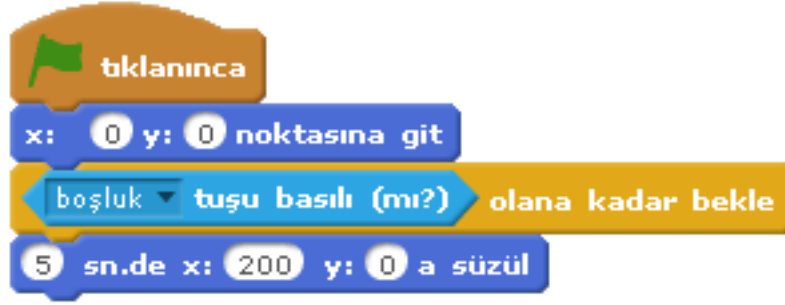 tıklanınca
x: 0 y: 0 noktasına git
boşluk tuşu basılı (mı?) olana kadar bekle
5 sn.de x: 200 y: 0 a süzül